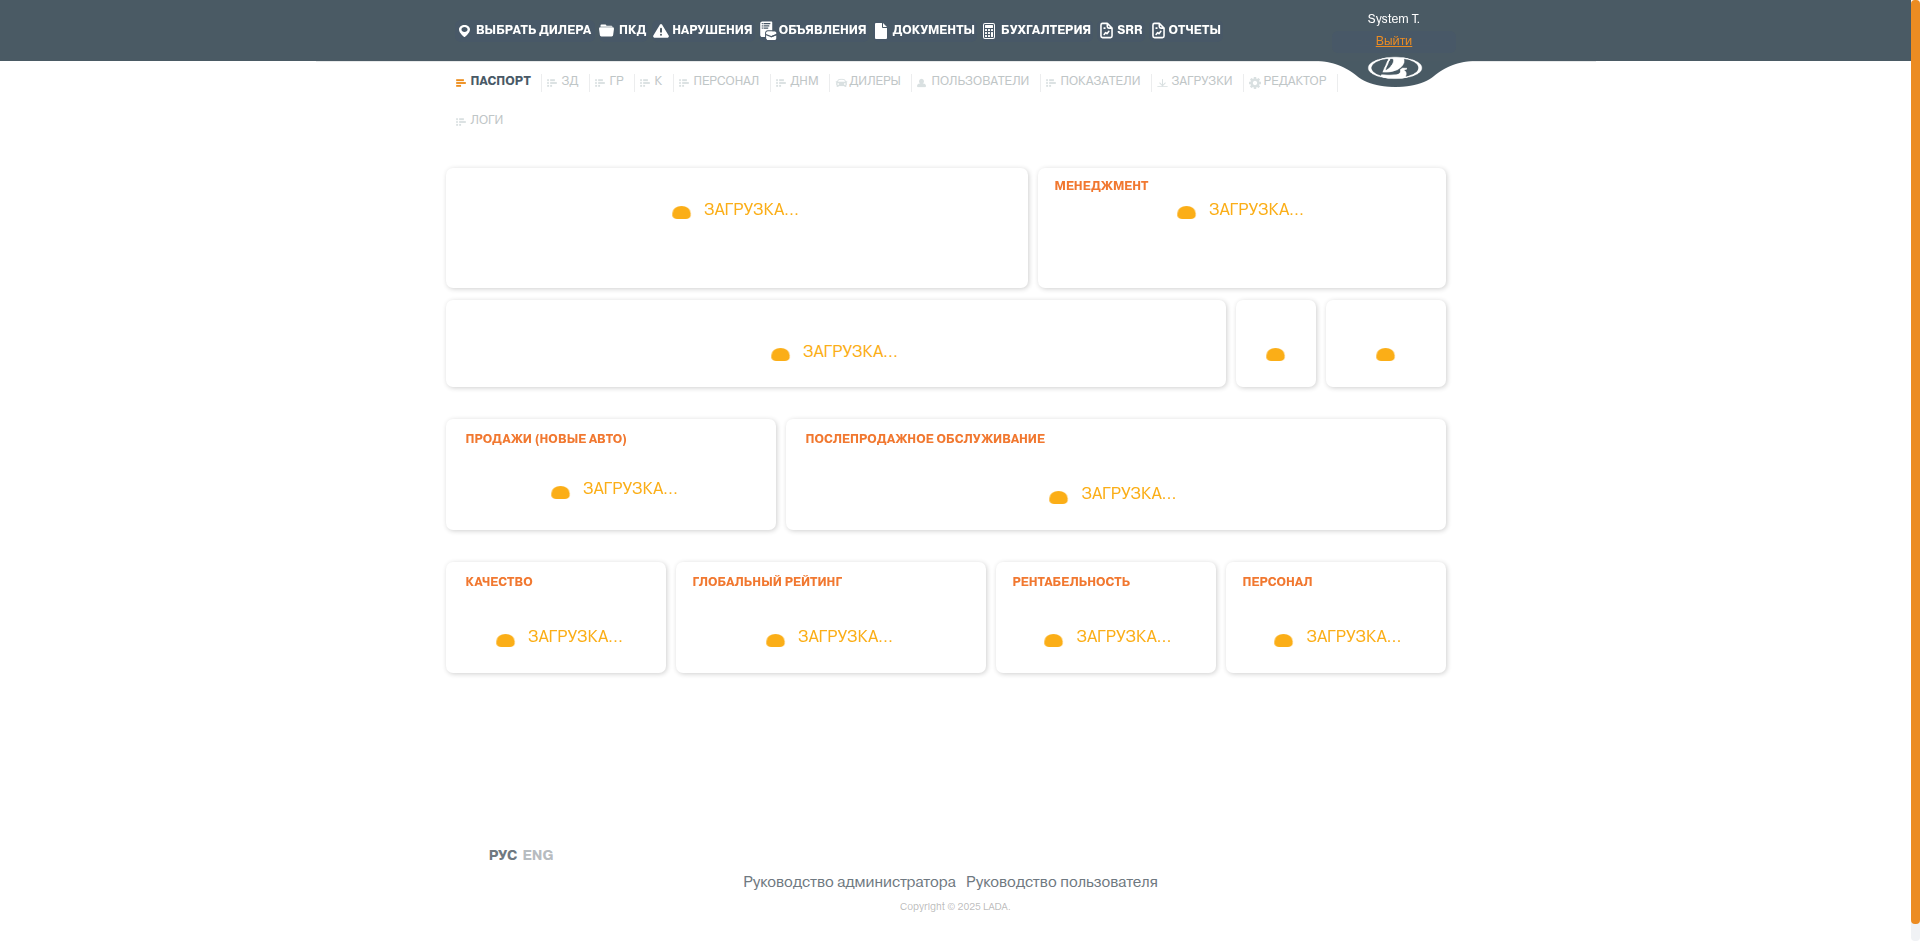 ВЫБРАТЬ ДИЛЕРА ПКД НАРУШЕНИЯ ОБЪЯВЛЕНИЯ ДОКУМЕНТЫ БУХГАЛТЕРИЯ SRR ОТЧЕТЫ
System T.
Выйти
ПАСПОРТ ЗД ГР К ПЕРСОНАЛ ДНМ ДИЛЕРЫ ПОЛЬЗОВАТЕЛИ ПОКАЗАТЕЛИ ЗАГРУЗКИ РЕДАКТОР
ЛОГИ
ЗАГРУЗКА...
МЕНЕДЖМЕНТ
ЗАГРУЗКА...
ЗАГРУЗКА...
ПРОДАЖИ (НОВЫЕ АВТО)
ЗАГРУЗКА...
ПОСЛЕПРОДАЖНОЕ ОБСЛУЖИВАНИЕ
ЗАГРУЗКА...
КАЧЕСТВО
ЗАГРУЗКА...
ГЛОБАЛЬНЫЙ РЕЙТИНГ
ЗАГРУЗКА...
РЕНТАБЕЛЬНОСТЬ
ЗАГРУЗКА...
ПЕРСОНАЛ
ЗАГРУЗКА...
РУС ENG
Руководство администратора Руководство пользователя
Copyright © 2025 LADA.